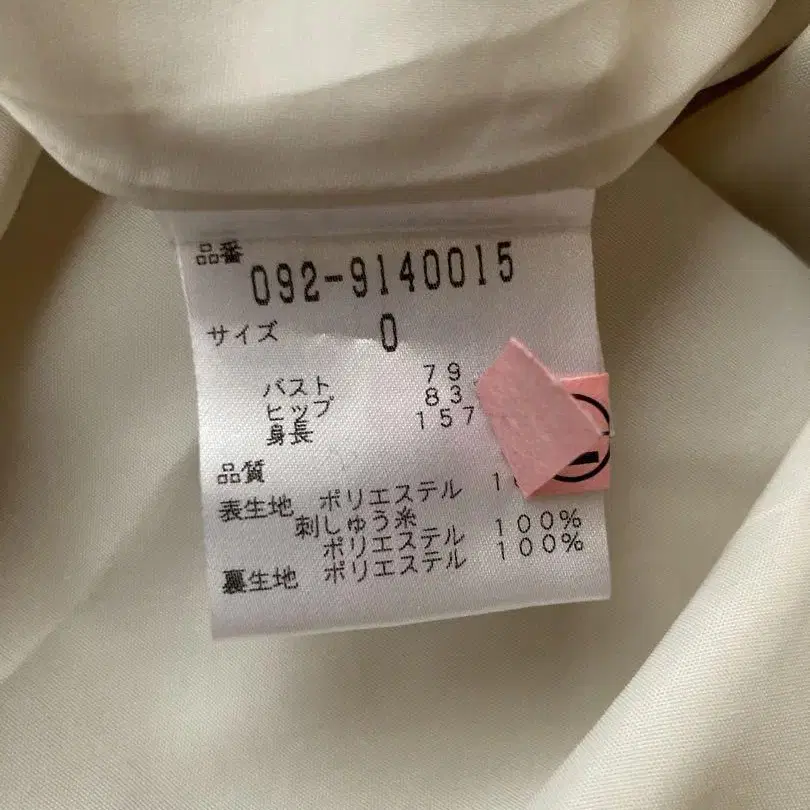 品番
092-9140015
サイズ 0
バスト 79
ヒップ 83
身長 157
品質
表生地 ポリエステル
刺しゅう糸
ポリエステル 100%
裏生地 ポリエステル 100%